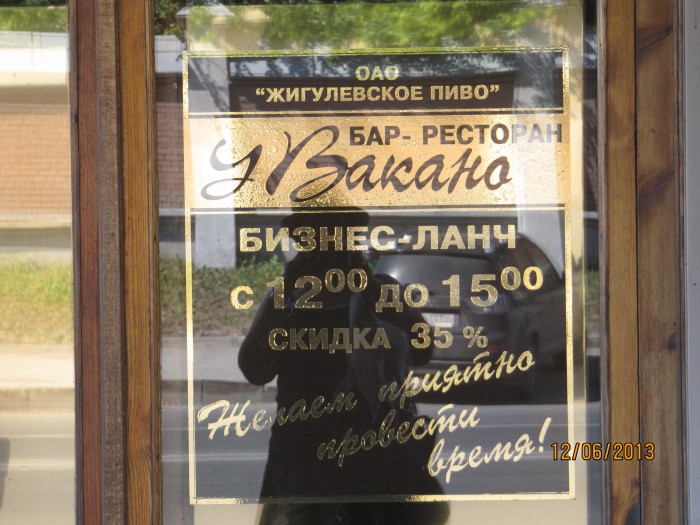 ОАО
"ЖИГУЛЕВСКОЕ ПИВО"
БАР- РЕСТОРАН
у Вакано
БИЗНЕС-ЛАНЧ
с 12⁰⁰ до 15⁰⁰
СКИДКА 35 %
Желаем приятно
провести
время!
12/06/2013